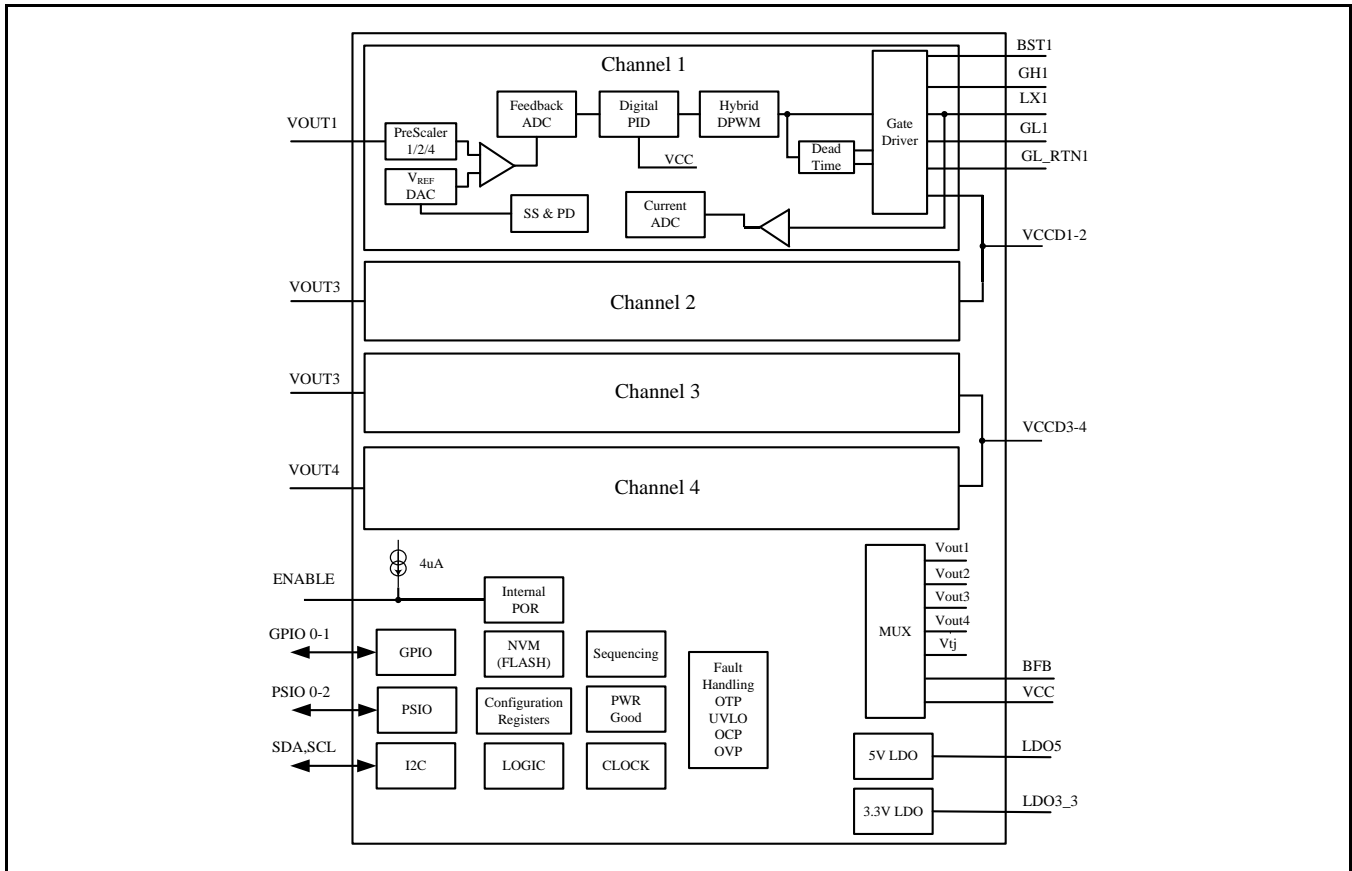 Channel 1
BST1
GH1
LX1
GL1
GL_RTN1
VOUT1
PreScaler
1/2/4
VREF
DAC
Feedback
ADC
Digital
PID
Hybrid
DPWM
VCC
Dead
Time
Gate
Driver
SS & PD
Current
ADC
VCCD1-2
VOUT3
Channel 2
VOUT3
Channel 3
VCCD3-4
VOUT4
Channel 4
4uA
ENABLE
Internal
POR
GPIO 0-1
GPIO
NVM
(FLASH)
Sequencing
PSIO 0-2
PSIO
Configuration
Registers
PWR
Good
SDA,SCL
I2C
LOGIC
CLOCK
Fault
Handling
OTP
UVLO
OCP
OVP
MUX
Vout1
Vout2
Vout3
Vout4
Vtj
BFB
VCC
5V LDO
LDO5
3.3V LDO
LDO3_3